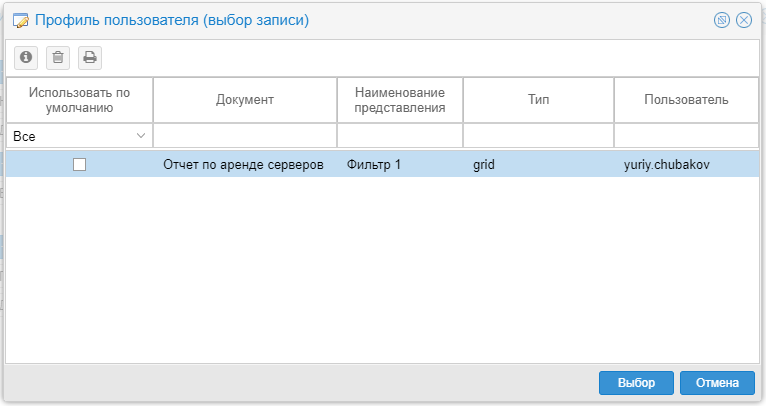 Профиль пользователя (выбор записи)
Использовать по
умолчанию
Документ
Наименование
представления
Тип
Пользователь
Все
Отчет по аренде серверов
Фильтр 1
grid
yuriy.chubakov
Выбор
Отмена